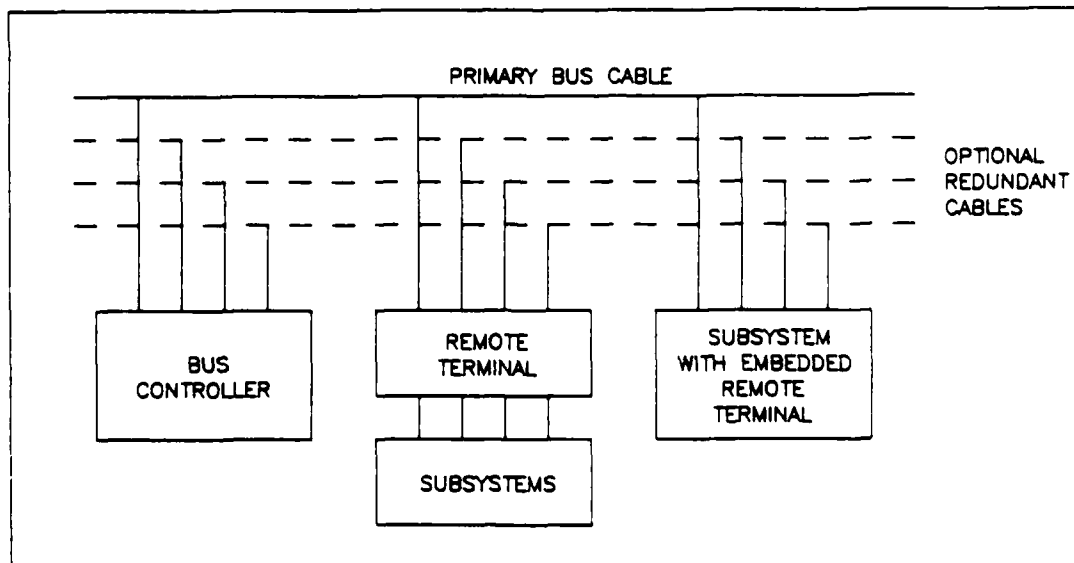 PRIMARY BUS CABLE
OPTIONAL
REDUNDANT
CABLES
BUS
CONTROLLER
REMOTE
TERMINAL
SUBSYSTEM
WITH EMBEDDED
REMOTE
TERMINAL
SUBSYSTEMS